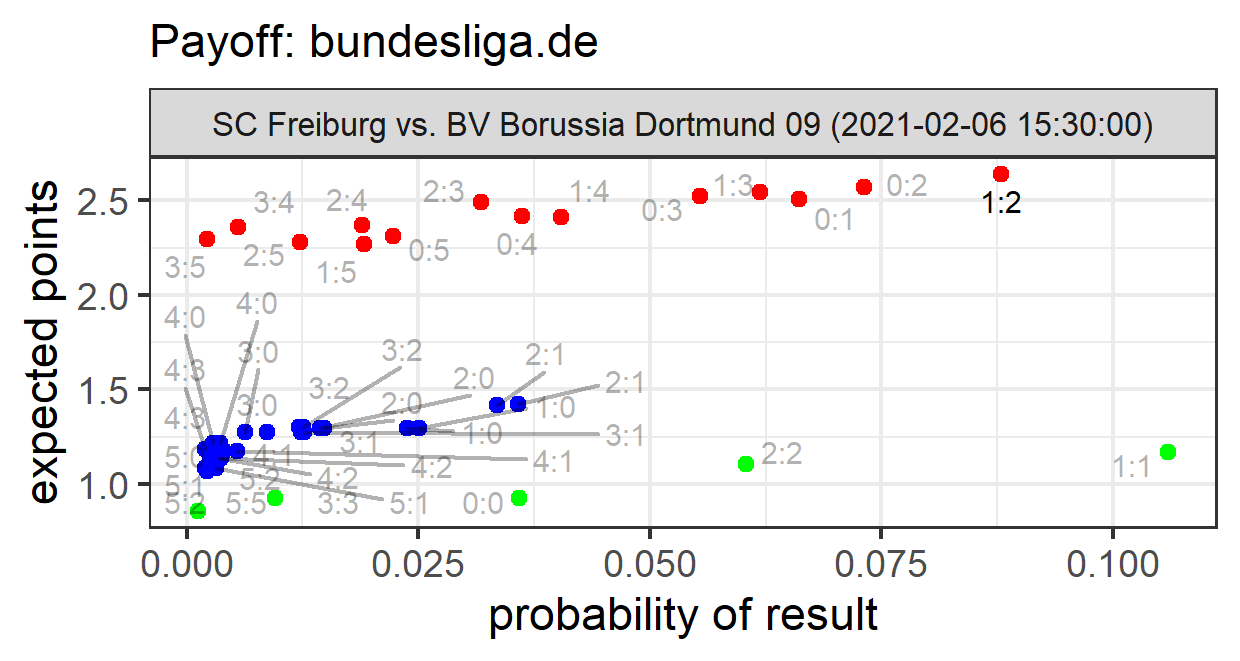 Payoff: bundesliga.de
SC Freiburg vs. BV Borussia Dortmund 09 (2021-02-06 15:30:00)
expected points
2.5
2.0
1.5
1.0
3:4 2:4 2:3 1:4 1:3 0:2
1:2
0:3 0:1
3:5 2:5 1:5 0:5 0:4
4:0 4:0
4:3 3:0 3:2 2:1
3:2 2:0 2:1
4:3 3:0 2:0 1:0
3:1 1:0 3:1
5:0 4:1 4:2 4:1 2:2 1:1
5:1 5:2 4:2
5:2 5:5 3:3 5:1 0:0
0.000 0.025 0.050 0.075 0.100
probability of result